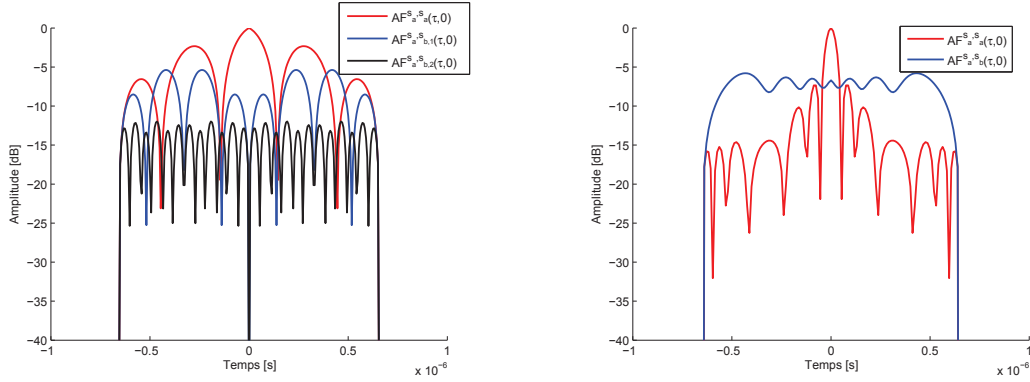 AF^{s_a,s_a}(τ,0)
AF^{s_a,s_{b,1}}(τ,0)
AF^{s_a,s_{b,2}}(τ,0)
0
−5
−10
−15
−20
−25
−30
−35
−40
Amplitude [dB]
−1
−0.5
0
0.5
1
Temps [s]
x 10^{−6}
AF^{s_a,s_a}(τ,0)
AF^{s_a,s_b}(τ,0)
0
−5
−10
−15
−20
−25
−30
−35
−40
Amplitude [dB]
−1
−0.5
0
0.5
1
Temps [s]
x 10^{−6}